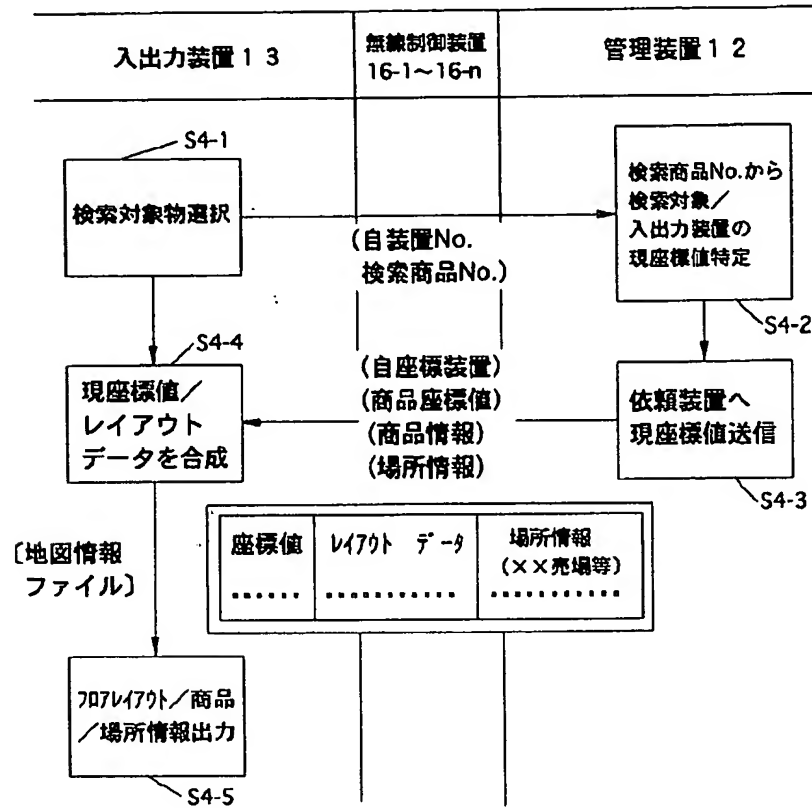 入出力装置１３
無線制御装置
16-1～16-n
管理装置１２
S4-1
検索対象物選択
検索商品No.から
検索対象／
入出力装置の
現座標値特定
(自装置No.
検索商品No.)
S4-2
S4-4
現座標値／
レイアウト
データを合成
(自座標装置)
(商品座標値)
(商品情報)
(場所情報)
依頼装置へ
現座標値送信
S4-3
〔地図情報
ファイル〕
座標値
ﾚｲｱｳﾄ ﾃﾞｰﾀ
場所情報
(××売場等)
......
...........
............
ﾌﾛｱﾚｲｱｳﾄ／商品
／場所情報出力
S4-5